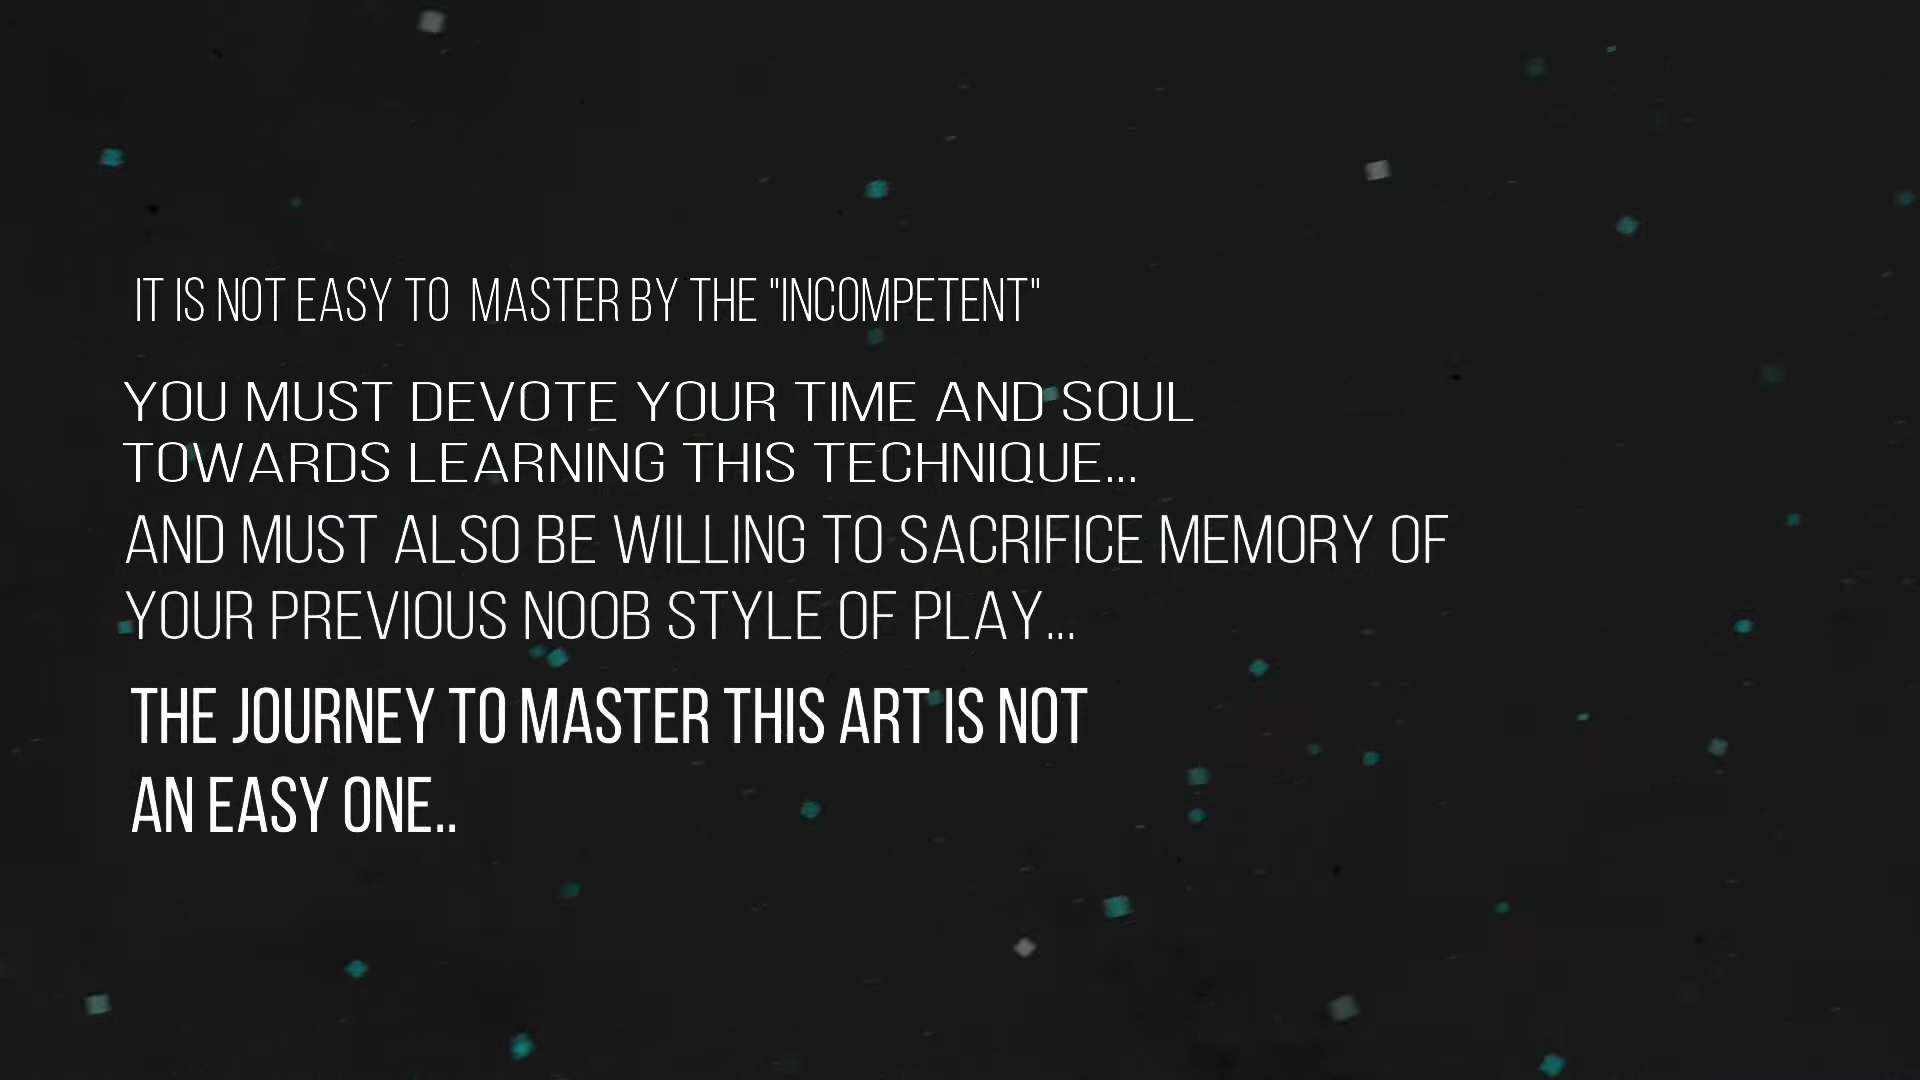 IT IS NOT EASY TO MASTER BY THE "INCOMPETENT"
YOU MUST DEVOTE YOUR TIME AND SOUL
TOWARDS LEARNING THIS TECHNIQUE...
AND MUST ALSO BE WILLING TO SACRIFICE MEMORY OF
YOUR PREVIOUS NOOB STYLE OF PLAY...
THE JOURNEY TO MASTER THIS ART IS NOT
AN EASY ONE..